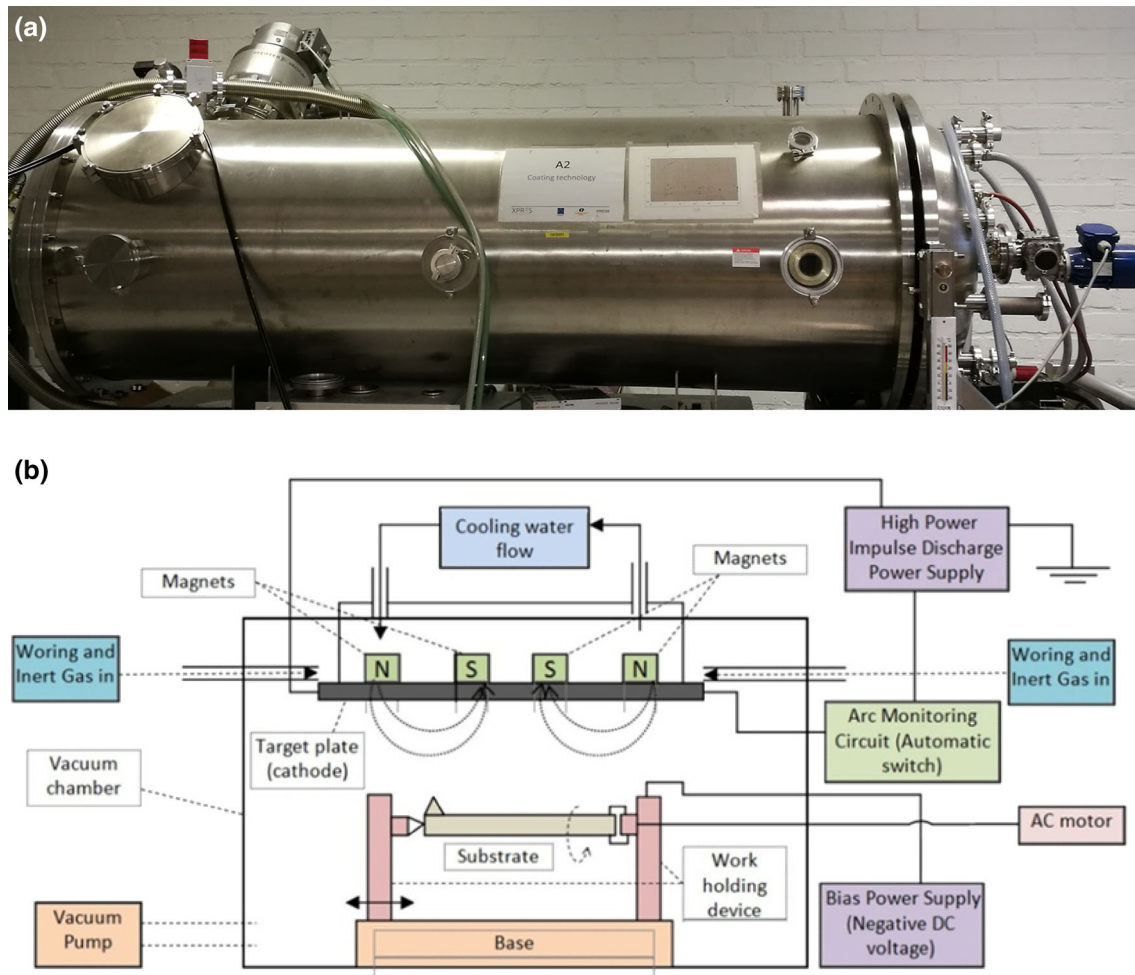 (a)
A2
Coating technology
(b)
Cooling water
flow
High Power
Impulse Discharge
Power Supply
Magnets
Magnets
Woring and
Inert Gas in
N
S
S
N
Woring and
Inert Gas in
Target plate
(cathode)
Arc Monitoring
Circuit (Automatic
switch)
Vacuum
chamber
AC motor
Substrate
Work
holding
device
Bias Power Supply
(Negative DC
voltage)
Vacuum
Pump
Base